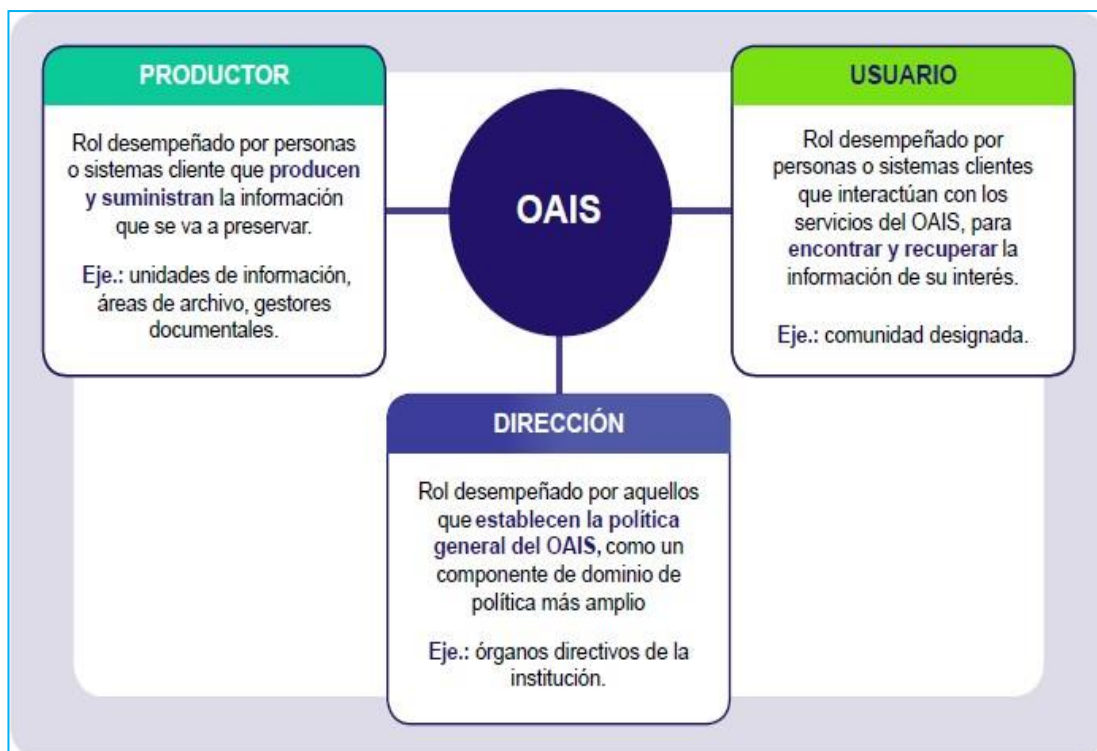 PRODUCTOR
Rol desempeñado por personas
o sistemas cliente que producen
y suministran la información
que se va a preservar.
Eje.: unidades de información,
áreas de archivo, gestores
documentales.
OAIS
USUARIO
Rol desempeñado por
personas o sistemas clientes
que interactúan con los
servicios del OAIS, para
encontrar y recuperar la
información de su interés.
Eje.: comunidad designada.
DIRECCIÓN
Rol desempeñado por aquellos
que establecen la política
general del OAIS, como un
componente de dominio de
política más amplio
Eje.: órganos directivos de la
institución.